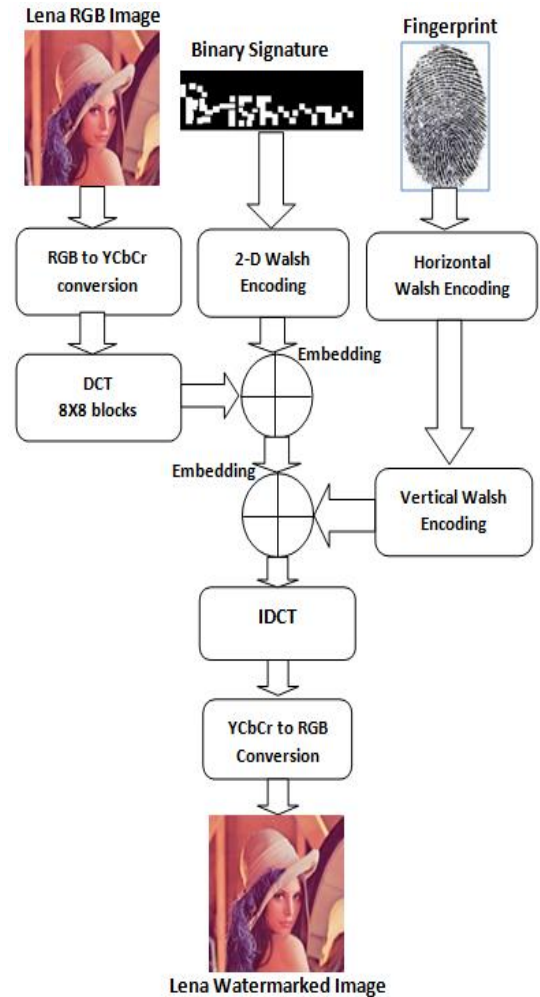 Lena RGB Image
Binary Signature
Fingerprint
RGB to YCbCr
conversion
2-D Walsh
Encoding
Horizontal
Walsh Encoding
DCT
8X8 blocks
Embedding
Embedding
Vertical Walsh
Encoding
IDCT
YCbCr to RGB
Conversion
Lena Watermarked Image